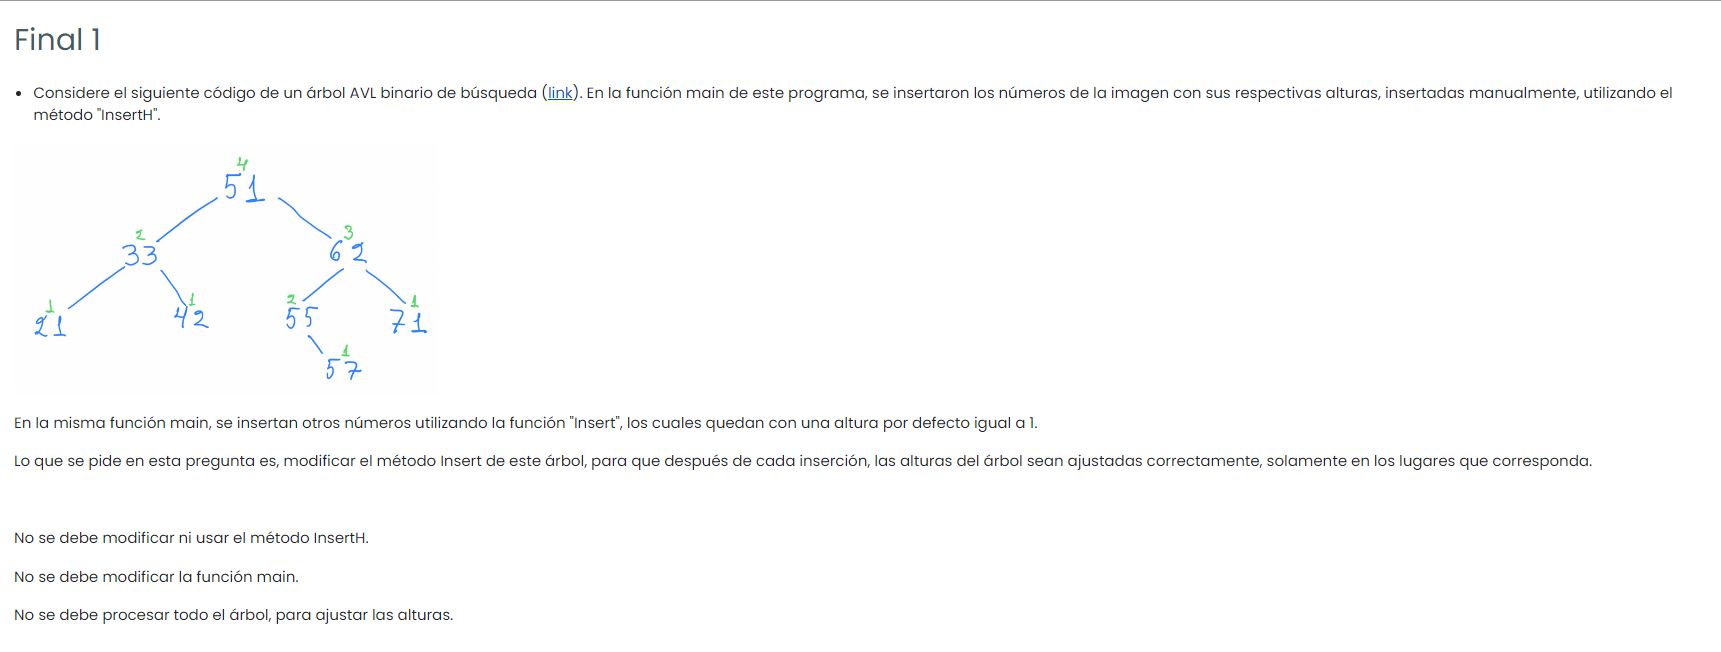 Final 1
• Considere el siguiente código de un árbol AVL binario de búsqueda (link). En la función main de este programa, se insertaron los números de la imagen con sus respectivas alturas, insertadas manualmente, utilizando el
método "InsertH".
4
51
2
3
33
62
1
1
2
1
21
42
55
71
1
57
En la misma función main, se insertan otros números utilizando la función "Insert", los cuales quedan con una altura por defecto igual a 1.
Lo que se pide en esta pregunta es, modificar el método Insert de este árbol, para que después de cada inserción, las alturas del árbol sean ajustadas correctamente, solamente en los lugares que corresponda.
No se debe modificar ni usar el método InsertH.
No se debe modificar la función main.
No se debe procesar todo el árbol, para ajustar las alturas.